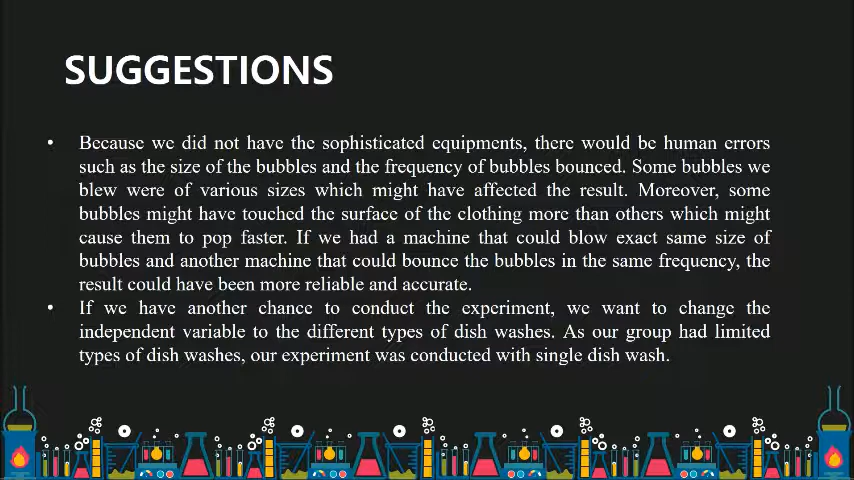 SUGGESTIONS
• Because we did not have the sophisticated equipments, there would be human errors
such as the size of the bubbles and the frequency of bubbles bounced. Some bubbles we
blew were of various sizes which might have affected the result. Moreover, some
bubbles might have touched the surface of the clothing more than others which might
cause them to pop faster. If we had a machine that could blow exact same size of
bubbles and another machine that could bounce the bubbles in the same frequency, the
result could have been more reliable and accurate.
• If we have another chance to conduct the experiment, we want to change the
independent variable to the different types of dish washes. As our group had limited
types of dish washes, our experiment was conducted with single dish wash.